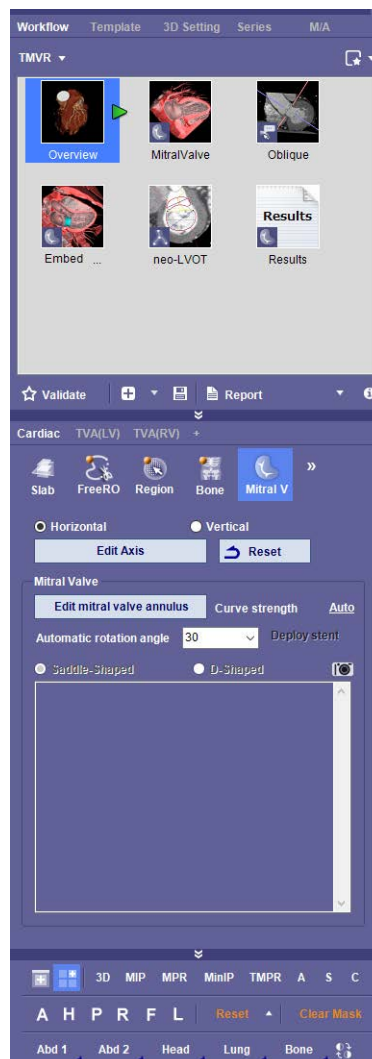 Workflow Template 3D Setting Series M/A
TMVR
Overview MitralValve Oblique
Results
Embed ... neo-LVOT Results
Validate Report
Cardiac TVA(LV) TVA(RV) +
Slab FreeRO Region Bone Mitral V »
Horizontal Vertical
Edit Axis Reset
Mitral Valve
Edit mitral valve annulus Curve strength Auto
Automatic rotation angle 30 Deploy stent
Saddle-Shaped D-Shaped
3D MIP MPR MinIP TMPR A S C
A H P R F L Reset Clear Mask
Abd 1 Abd 2 Head Lung Bone